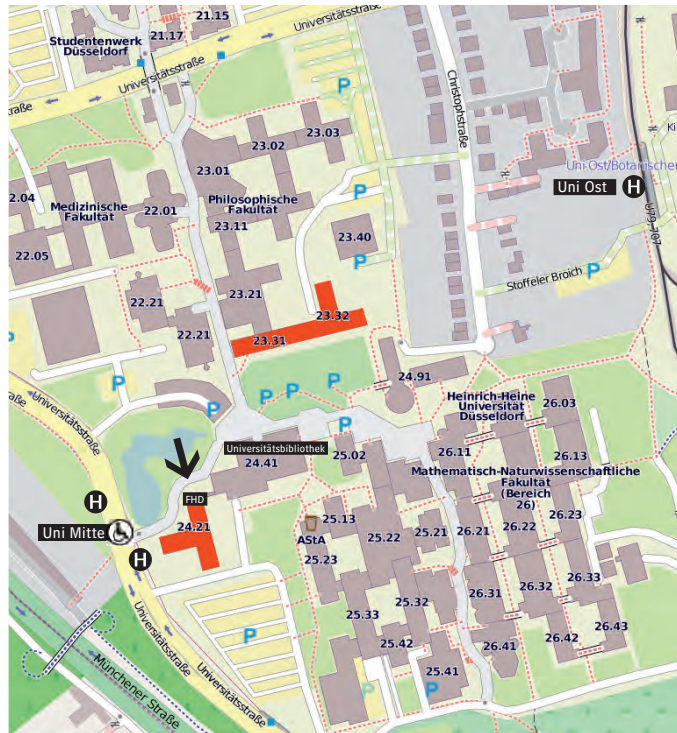 21.15
21.17
Studentenwerk
Düsseldorf
Universitätsstraße
Universitätsstraße
straße
P
Christophstraße
23.03
23.02
23.01
Uni Ost/Botanischer
Uni Ost H
U79 707
2.04
Medizinische
Fakultät
22.01
Philosophische
Fakultät
23.11
P
22.05
23.40
P
Stoffeler Broich
P
22.21
23.21
23.32
22.21
23.31
P
P
P
P
P
P
P
24.91
Universitätsstraße
Heinrich-Heine
Universität
Düsseldorf
26.03
Universitätsbibliothek
24.41
25.02
26.11
26.13
Mathematisch-Naturwissenschaftliche
Fakultät
(Bereich
26)
FHD
H
Uni Mitte
H
24.21
25.13
AStA
25.23
25.22
25.21
26.21
26.22
26.23
25.33
25.32
26.31
26.32
26.33
25.42
26.41
26.42
26.43
25.41
P
P
P
Universitätsstraße
Universitätsstraße
Münchener Straße